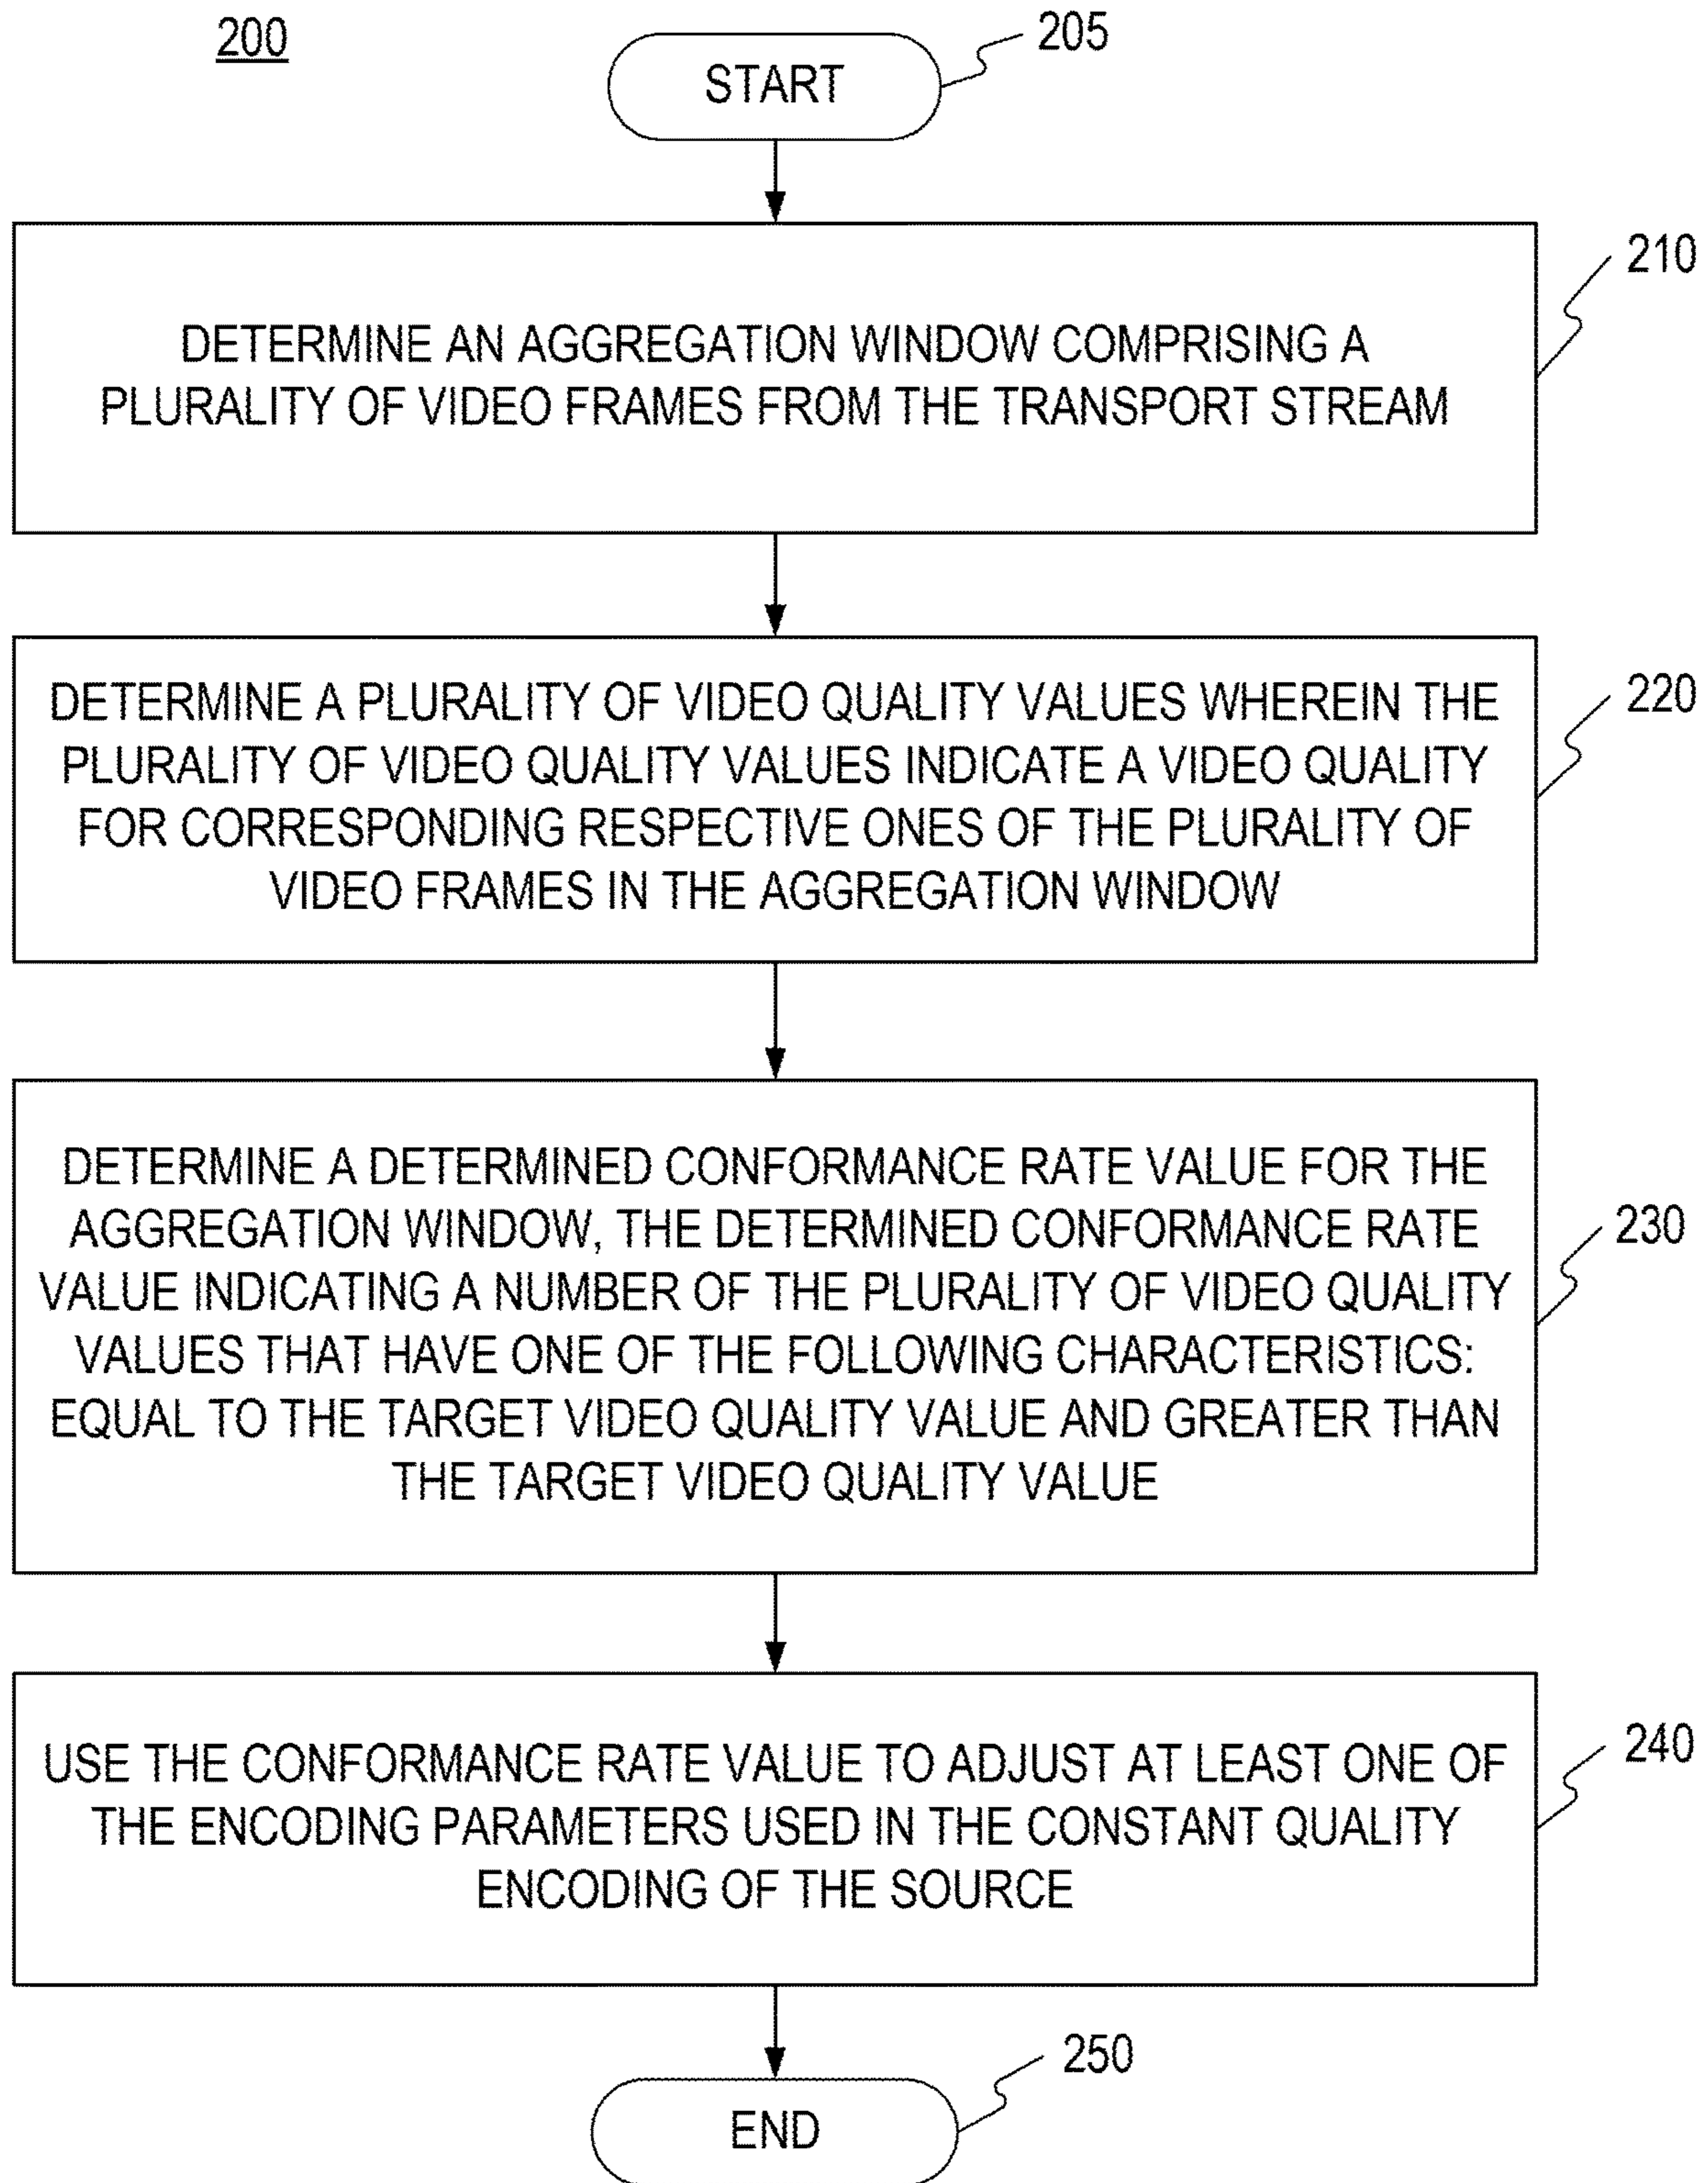 200
START
205
210
DETERMINE AN AGGREGATION WINDOW COMPRISING A
PLURALITY OF VIDEO FRAMES FROM THE TRANSPORT STREAM
220
DETERMINE A PLURALITY OF VIDEO QUALITY VALUES WHEREIN THE
PLURALITY OF VIDEO QUALITY VALUES INDICATE A VIDEO QUALITY
FOR CORRESPONDING RESPECTIVE ONES OF THE PLURALITY OF
VIDEO FRAMES IN THE AGGREGATION WINDOW
230
DETERMINE A DETERMINED CONFORMANCE RATE VALUE FOR THE
AGGREGATION WINDOW, THE DETERMINED CONFORMANCE RATE
VALUE INDICATING A NUMBER OF THE PLURALITY OF VIDEO QUALITY
VALUES THAT HAVE ONE OF THE FOLLOWING CHARACTERISTICS:
EQUAL TO THE TARGET VIDEO QUALITY VALUE AND GREATER THAN
THE TARGET VIDEO QUALITY VALUE
240
USE THE CONFORMANCE RATE VALUE TO ADJUST AT LEAST ONE OF
THE ENCODING PARAMETERS USED IN THE CONSTANT QUALITY
ENCODING OF THE SOURCE
250
END